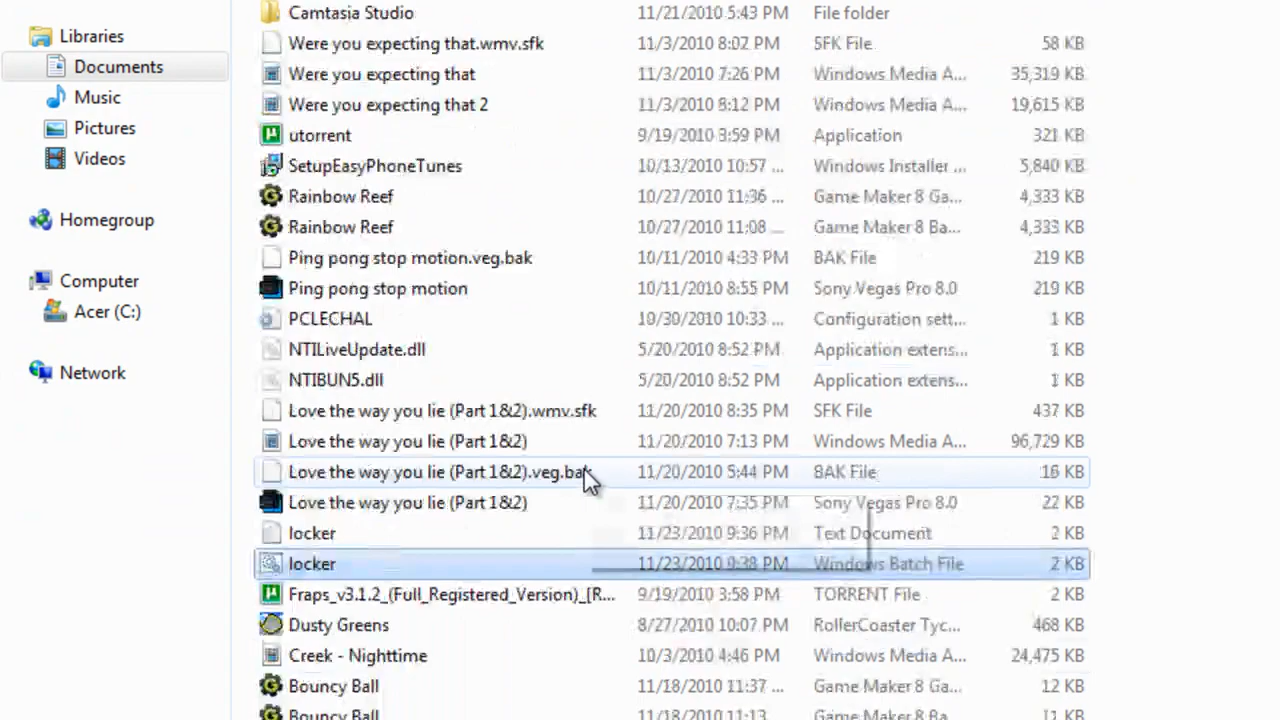 Libraries
Documents
Music
Pictures
Videos
Homegroup
Computer
Acer (C:)
Network
Camtasia Studio 11/21/2010 5:43 PM File folder
Were you expecting that.wmv.sfk 11/3/2010 8:07 PM SFK File 58 KB
Were you expecting that 11/3/2010 7:26 PM Windows Media A... 35,319 KB
Were you expecting that 2 11/3/2010 8:12 PM Windows Media A... 19,615 KB
utorrent 9/19/2010 3:59 PM Application 321 KB
SetupEasyPhoneTunes 10/13/2010 10:57 ... Windows Installer ... 5,840 KB
Rainbow Reef 10/27/2010 11:36 ... Game Maker 8 Ga... 4,333 KB
Rainbow Reef 10/27/2010 11:08 ... Game Maker 8 Ba... 4,333 KB
Ping pong stop motion.veg.bak 10/11/2010 4:33 PM BAK File 219 KB
Ping pong stop motion 10/11/2010 8:55 PM Sony Vegas Pro 8.0 219 KB
PCLECHAL 10/30/2010 10:33 ... Configuration sett... 1 KB
NTILiveUpdate.dll 5/20/2010 8:52 PM Application extens... 1 KB
NTIBUN5.dll 5/20/2010 8:52 PM Application extens... 1 KB
Love the way you lie (Part 1&2).wmv.sfk 11/20/2010 8:35 PM SFK File 437 KB
Love the way you lie (Part 1&2) 11/20/2010 7:13 PM Windows Media A... 96,729 KB
Love the way you lie (Part 1&2).veg.bak 11/20/2010 5:44 PM BAK File 16 KB
Love the way you lie (Part 1&2) 11/20/2010 7:35 PM Sony Vegas Pro 8.0 22 KB
locker 11/23/2010 9:36 PM Text Document 2 KB
locker 11/23/2010 9:38 PM Windows Batch File 2 KB
Fraps_v3.1.2_(Full_Registered_Version)_[R... 9/19/2010 3:58 PM TORRENT File 2 KB
Dusty Greens 8/27/2010 10:07 PM RollerCoaster Tyc... 468 KB
Creek - Nighttime 10/3/2010 4:46 PM Windows Media A... 24,475 KB
Bouncy Ball 11/18/2010 11:37 ... Game Maker 8 Ga... 12 KB
Bouncy Ball 11/18/2010 11:13 ... Game Maker 8 Ba... 11 KB